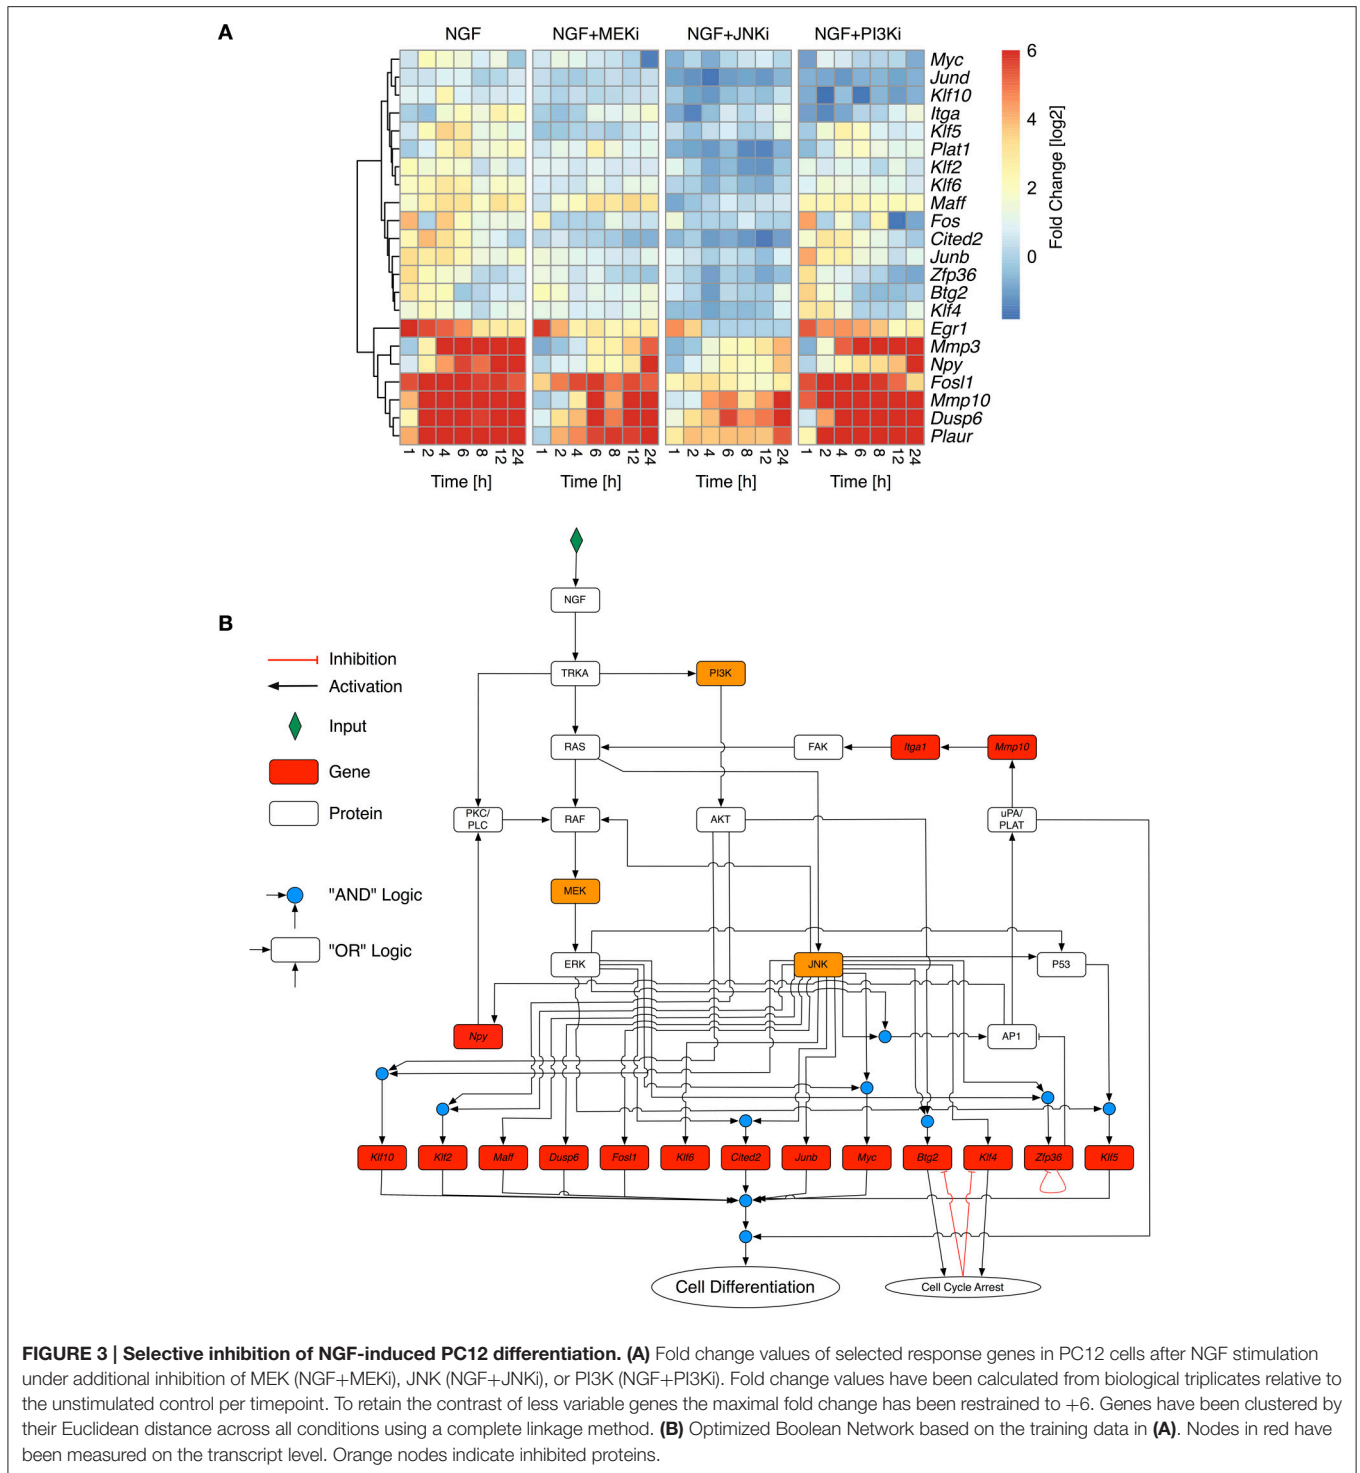 A
NGF
NGF+MEKi
NGF+JNKi
NGF+PI3Ki
Myc
Jund
Klf10
Itga
Klf5
Plat1
Klf2
Klf6
Maff
Fos
Cited2
Junb
Zfp36
Btg2
Klf4
Egr1
Mmp3
Npy
Fosl1
Mmp10
Dusp6
Plaur
6
4
2
0
Fold Change [log2]
1 2 4 6 8 12 24
1 2 4 6 8 12 24
1 2 4 6 8 12 24
1 2 4 6 8 12 24
Time [h]
Time [h]
Time [h]
Time [h]
B
Inhibition
Activation
Input
Gene
Protein
"AND" Logic
"OR" Logic
NGF
TRKA
PI3K
RAS
FAK
Itga1
Mmp10
PKC/
PLC
RAF
AKT
uPA/
PLAT
MEK
ERK
JNK
P53
Npy
AP1
Klf10
Klf2
Maff
Dusp6
Fosl1
Klf6
Cited2
Junb
Myc
Btg2
Klf4
Zfp36
Klf5
Cell Differentiation
Cell Cycle Arrest
FIGURE 3 | Selective inhibition of NGF-induced PC12 differentiation. (A) Fold change values of selected response genes in PC12 cells after NGF stimulation
under additional inhibition of MEK (NGF+MEKi), JNK (NGF+JNKi), or PI3K (NGF+PI3Ki). Fold change values have been calculated from biological triplicates relative to
the unstimulated control per timepoint. To retain the contrast of less variable genes the maximal fold change has been restrained to +6. Genes have been clustered by
their Euclidean distance across all conditions using a complete linkage method. (B) Optimized Boolean Network based on the training data in (A). Nodes in red have
been measured on the transcript level. Orange nodes indicate inhibited proteins.